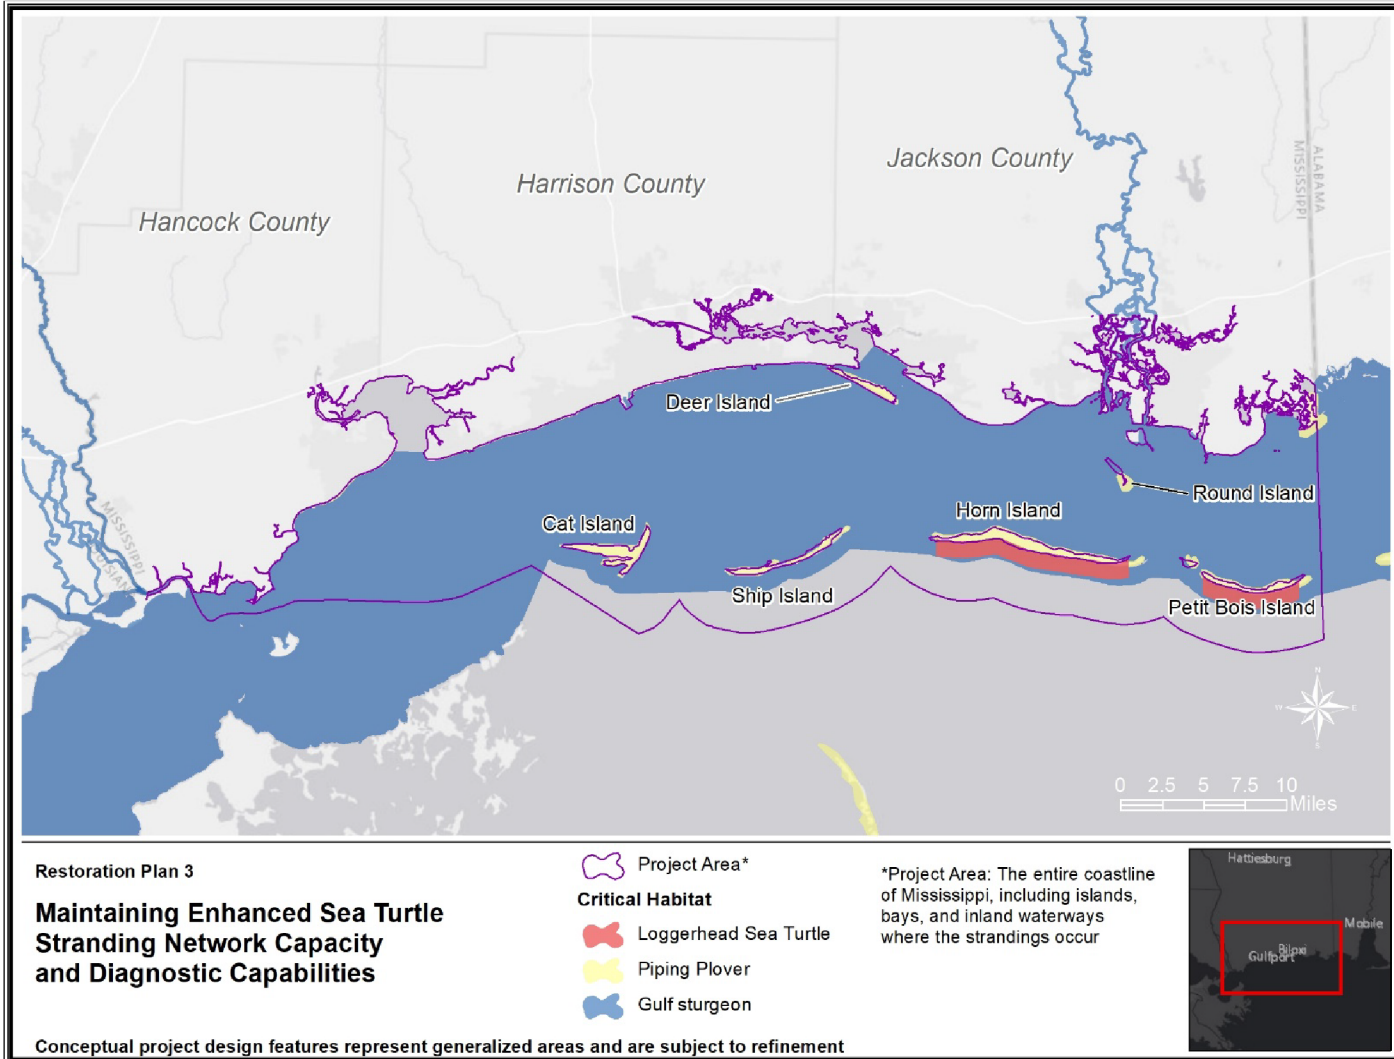 Jackson County
Harrison County
Hancock County
ALABAMA
MISSISSIPPI
Deer Island
Round Island
Horn Island
Cat Island
Ship Island
Petit Bois Island
MISSISSIPPI
N
W
E
S
0 2.5 5 7.5 10
Miles
Restoration Plan 3
Maintaining Enhanced Sea Turtle
Stranding Network Capacity
and Diagnostic Capabilities
Project Area*
Critical Habitat
Loggerhead Sea Turtle
Piping Plover
Gulf sturgeon
*Project Area: The entire coastline
of Mississippi, including islands,
bays, and inland waterways
where the strandings occur
Hattiesburg
Mobile
Biloxi
Gulfport
Conceptual project design features represent generalized areas and are subject to refinement